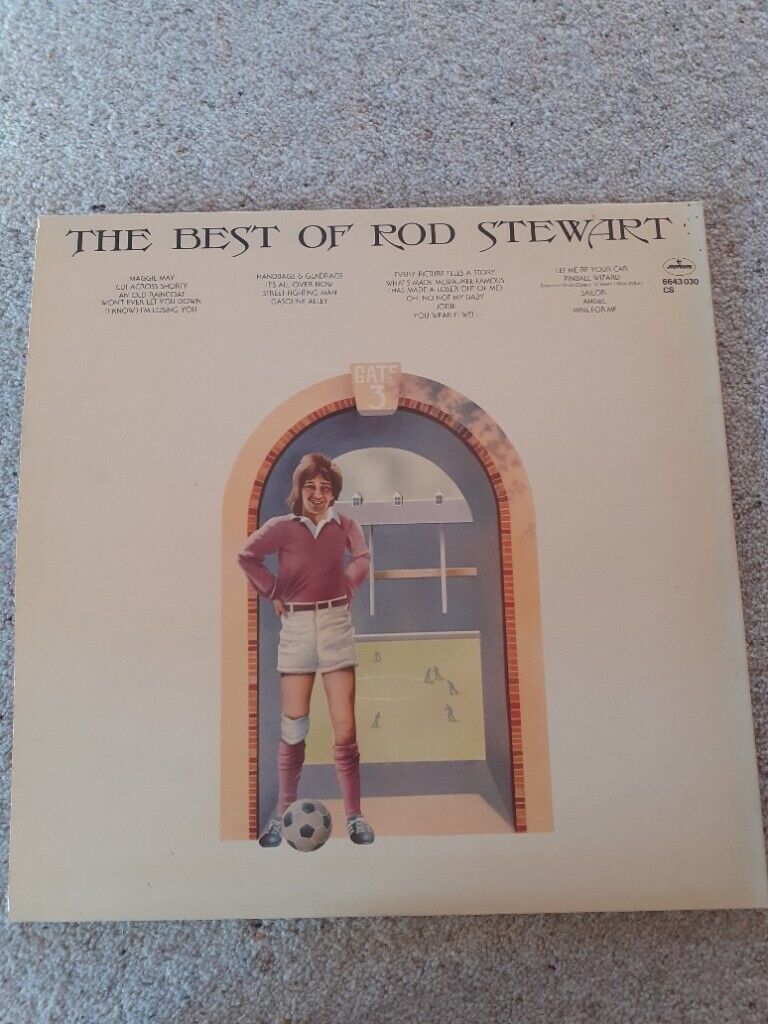 THE BEST OF ROD STEWART
MAGGIE MAY
CUT ACROSS SHORTY
AN OLD RAINCOAT
WON'T EVER LET YOU DOWN
(I KNOW) I'M LOSING YOU
HANDBAGS & GLADRAGS
IT'S ALL OVER NOW
STREET FIGHTING MAN
GASOLINE ALLEY
EVERY PICTURE TELLS A STORY
WHAT'S MADE MILWAUKEE FAMOUS
(HAS MADE A LOSER OUT OF ME)
OH! NO NOT MY BABY
JODIE
YOU WEAR IT WELL
LET ME BE YOUR CAR
PINBALL WIZARD
SAILOR
ANGEL
MINE FOR ME
6643 030
CS
GATE
3